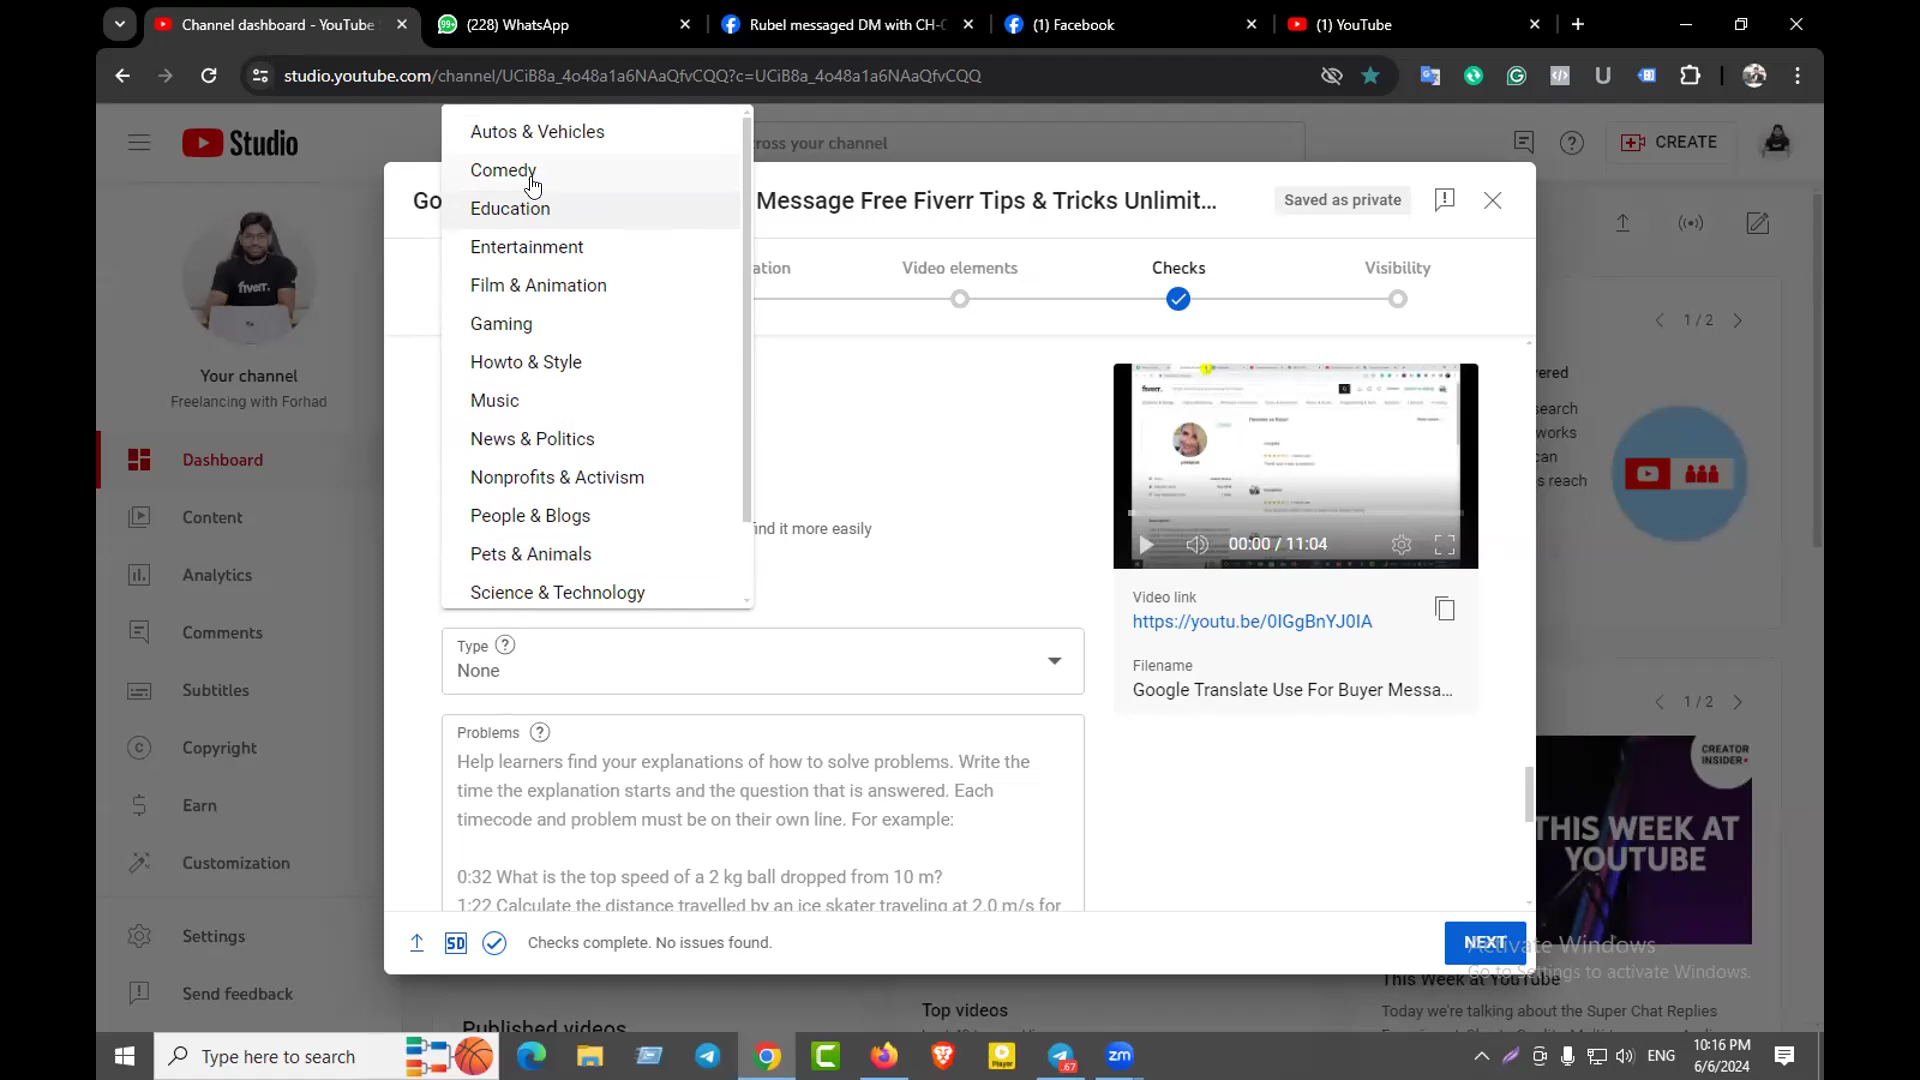 Channel dashboard - YouTube S
99+
(228) WhatsApp
Rubel messaged DM with CH-C
(1) Facebook
(1) YouTube
studio.youtube.com/channel/UCiB8a_4o48a1a6NAaQfvCQQ?c=UCiB8a_4o48a1a6NAaQfvCQQ
Studio
cross your channel
CREATE
Autos & Vehicles
Comedy
Education
Entertainment
Film & Animation
Gaming
Howto & Style
Music
News & Politics
Nonprofits & Activism
People & Blogs
Pets & Animals
Science & Technology
Go
Message Free Fiverr Tips & Tricks Unlimit...
Saved as private
ation
Video elements
Checks
Visibility
fiverr.
Your channel
Freelancing with Forhad
Dashboard
Content
Analytics
Comments
Subtitles
Copyright
Earn
Customization
Settings
Send feedback
ind it more easily
Type
None
Problems
Help learners find your explanations of how to solve problems. Write the
time the explanation starts and the question that is answered. Each
timecode and problem must be on their own line. For example:
0:32 What is the top speed of a 2 kg ball dropped from 10 m?
1:22 Calculate the distance travelled by an ice skater traveling at 2.0 m/s for
fiverr.
00:00 / 11:04
Video link
https://youtu.be/0IGgBnYJ0IA
Filename
Google Translate Use For Buyer Messa...
1 / 2
ered
search
works
can
s reach
1 / 2
CREATOR
INSIDER
THIS WEEK AT
YOUTUBE
SD
Checks complete. No issues found.
NEXT
Activate Windows
Go to Settings to activate Windows.
This Week at YouTube
Today we're talking about the Super Chat Replies
Published videos
Top videos
Type here to search
Player
67
zm
ENG
10:16 PM
6/6/2024